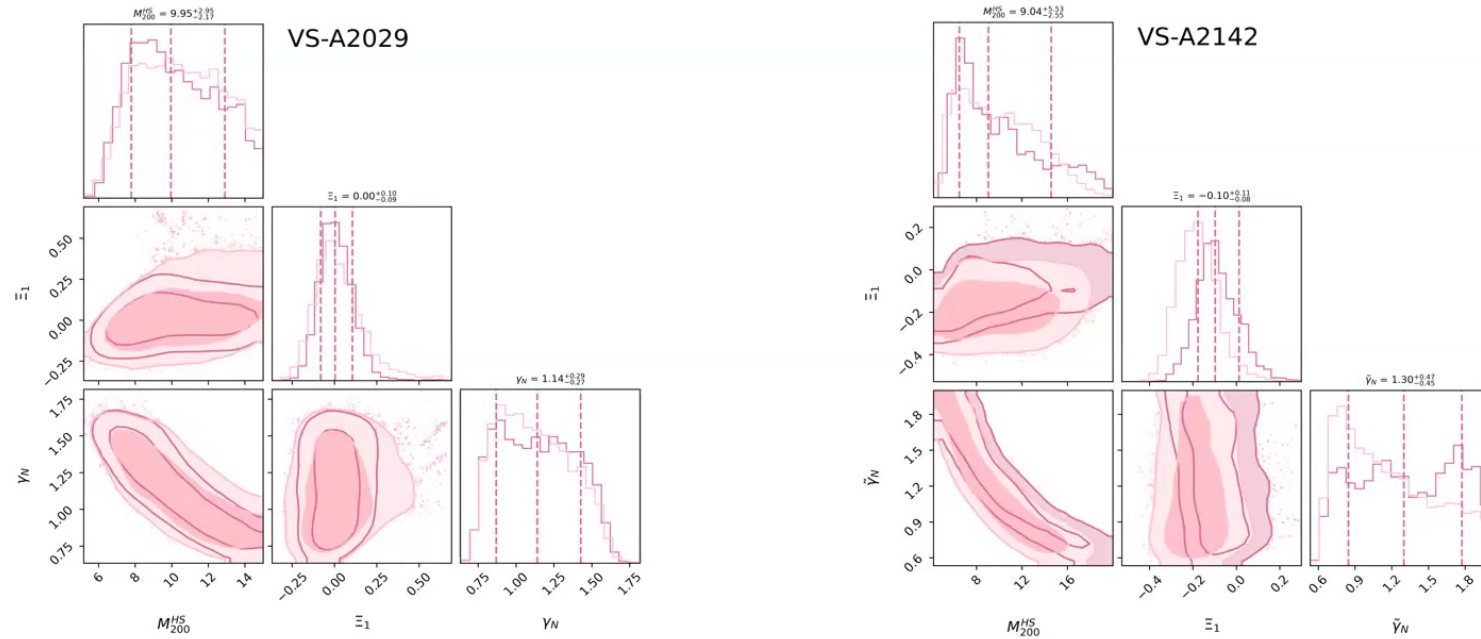 M_{200}^{HS} = 9.95^{+2.95}_{-2.17}
VS-A2029
Ξ_1 = 0.00^{+0.10}_{-0.09}
Ξ_1
0.50
0.25
0.00
−0.25
γ_N = 1.14^{+0.29}_{-0.27}
γ_N
1.75
1.50
1.25
1.00
0.75
6 8 10 12 14
M_{200}^{HS}
−0.25 0.00 0.25 0.50
Ξ_1
0.75 1.00 1.25 1.50 1.75
γ_N
M_{200}^{HS} = 9.04^{+5.53}_{-2.55}
VS-A2142
Ξ_1 = −0.10^{+0.11}_{-0.08}
Ξ_1
0.2
0.0
−0.2
−0.4
γ̃_N = 1.30^{+0.47}_{-0.45}
γ̃_N
1.8
1.5
1.2
0.9
0.6
8 12 16
M_{200}^{HS}
−0.4 −0.2 0.0 0.2
Ξ_1
0.6 0.9 1.2 1.5 1.8
γ̃_N